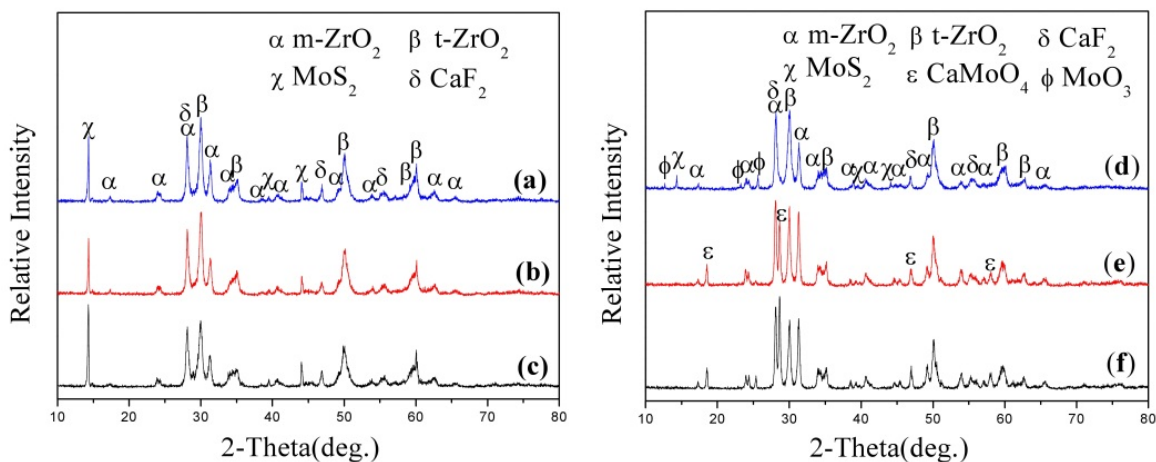 α m-ZrO₂ β t-ZrO₂
χ MoS₂ δ CaF₂
χ α α δ α β α α β α χ α χ δ α β α δ β β α α
(a)
(b)
(c)
Relative Intensity
10 20 30 40 50 60 70 80
2-Theta(deg.)
α m-ZrO₂ β t-ZrO₂ δ CaF₂
χ MoS₂ ε CaMoO₄ ϕ MoO₃
ϕ χ α ϕ α ϕ δ α β α α β α χ α χ α δ α β α δ α β β α
(d)
ε ε ε ε
(e)
(f)
Relative Intensity
10 20 30 40 50 60 70 80
2-Theta(deg.)